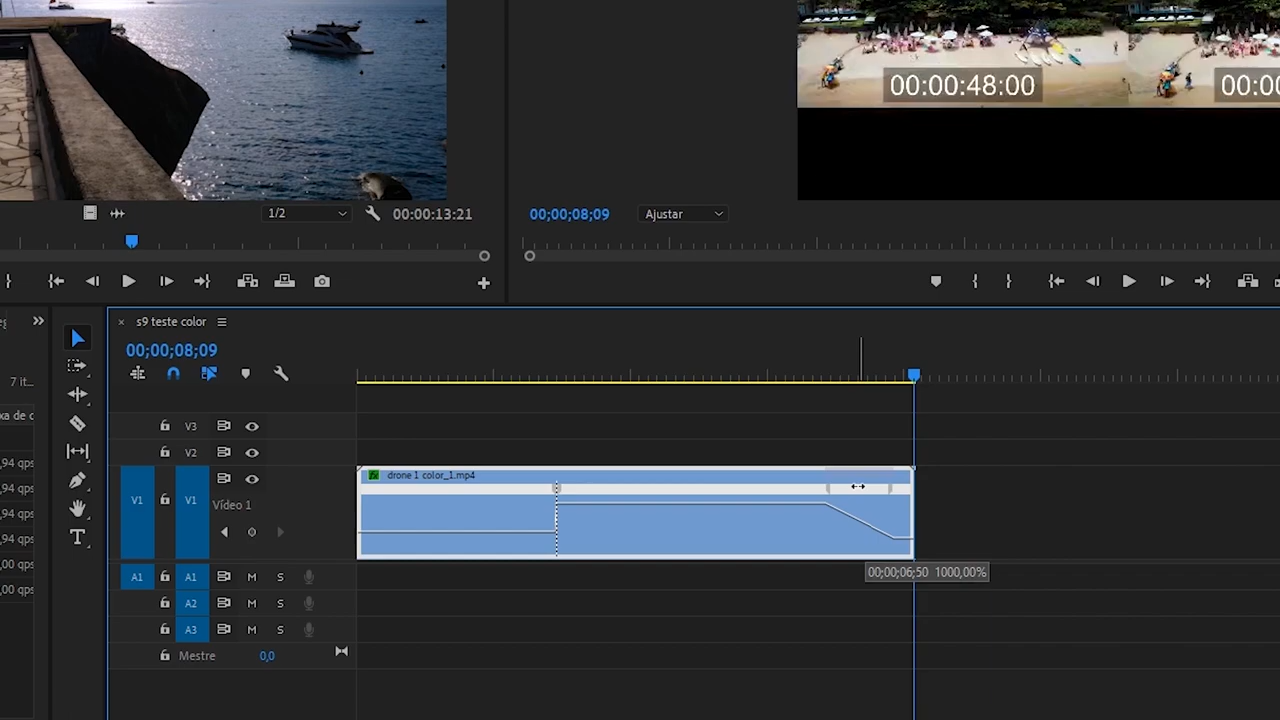 00:00:48:00
00:00
1/2
00:00:13:21
00;00;08;09
Ajustar
s9 teste color
00;00;08;09
7 it...
xa de c
,94 qps
,94 qps
,94 qps
,94 qps
,00 qps
,00 qps
V3
V2
fx
drone 1 color_1.mp4
V1
V1
Vídeo 1
00;00;06;50 1000,00%
A1
A1
M
S
A2
M
S
A3
M
S
Mestre
0,0